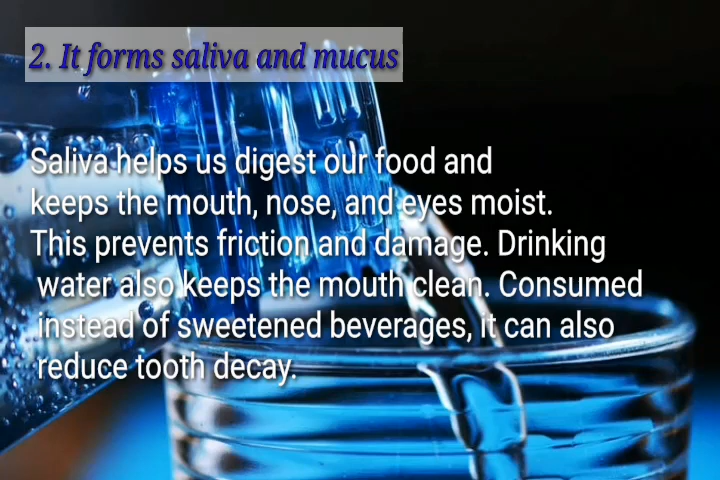 2. It forms saliva and mucus
Saliva helps us digest our food and
keeps the mouth, nose, and eyes moist.
This prevents friction and damage. Drinking
water also keeps the mouth clean. Consumed
instead of sweetened beverages, it can also
reduce tooth decay.